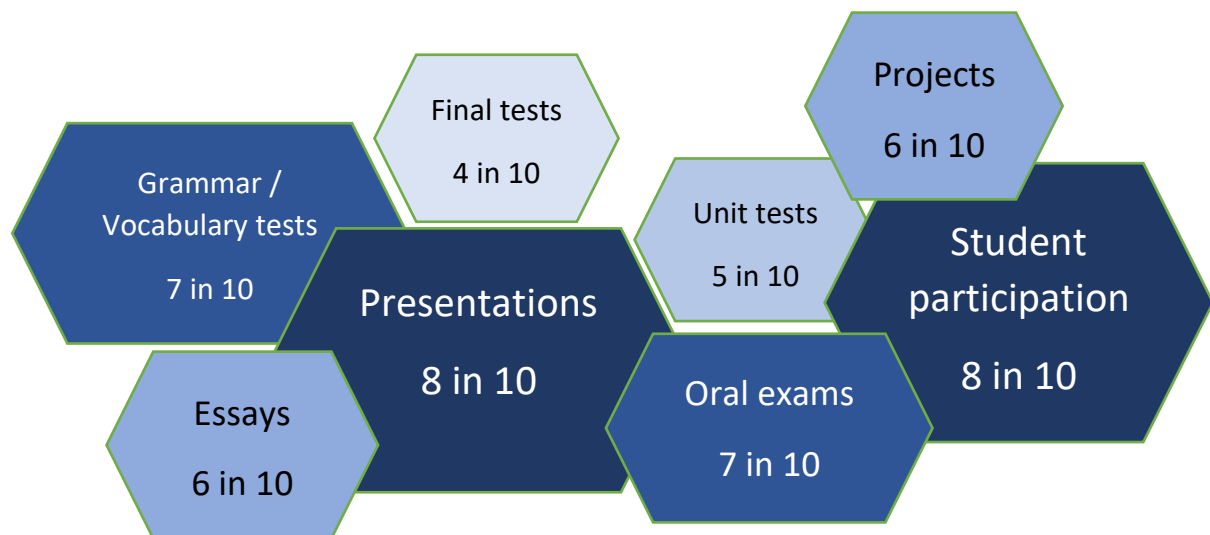 Final tests
4 in 10
Projects
6 in 10
Grammar /
Vocabulary tests
7 in 10
Unit tests
5 in 10
Student
participation
8 in 10
Presentations
8 in 10
Oral exams
7 in 10
Essays
6 in 10